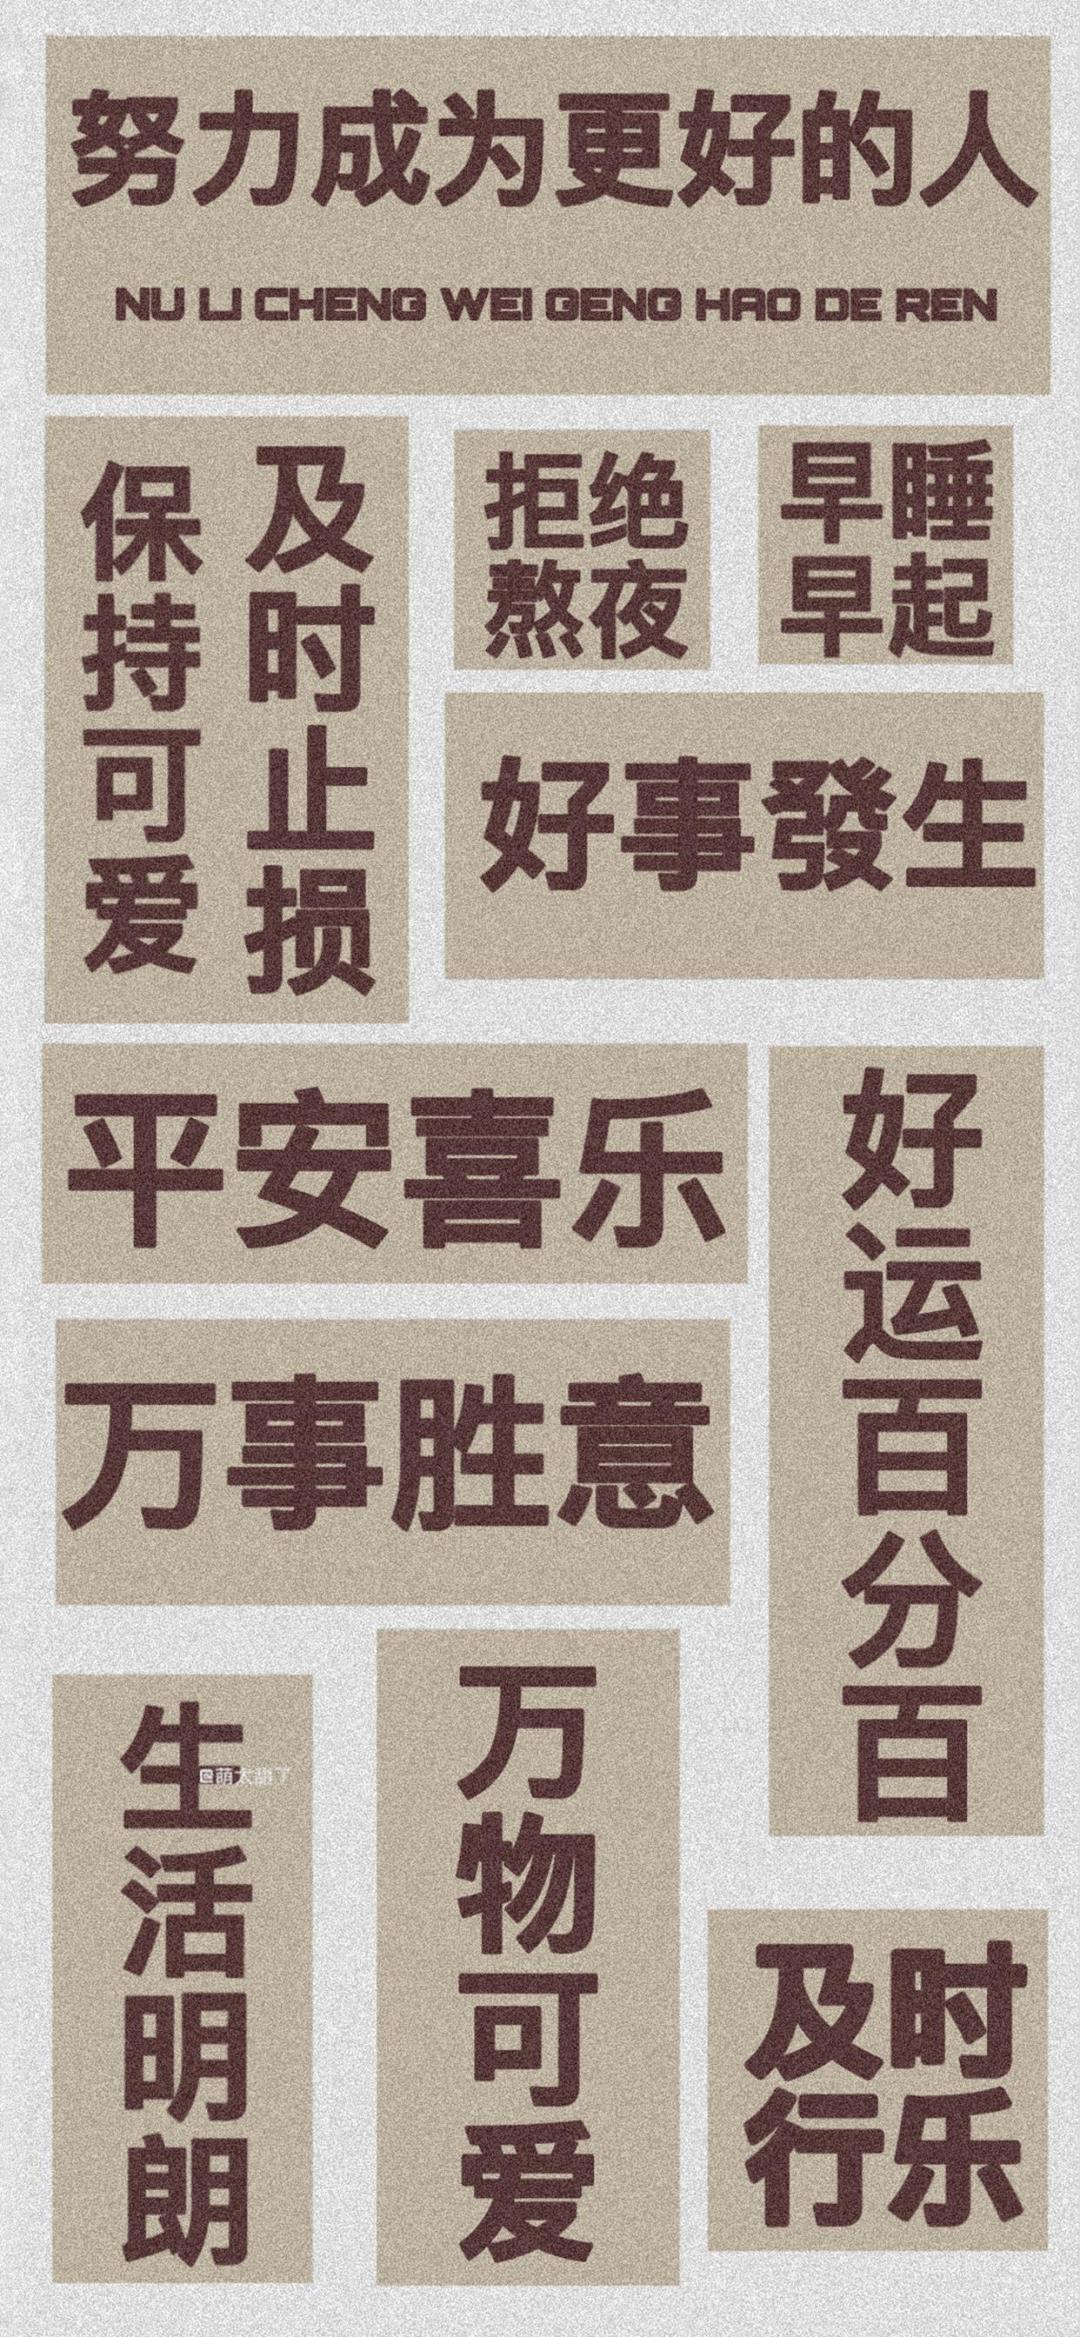 努力成为更好的人
NU LI CHENG WEI GENG HAO DE REN
及时止损
保持可爱
拒绝
熬夜
早睡
早起
好事發生
平安喜乐
好运百分百
万事胜意
生活明朗
@萌太甜了
万物可爱
及时
行乐